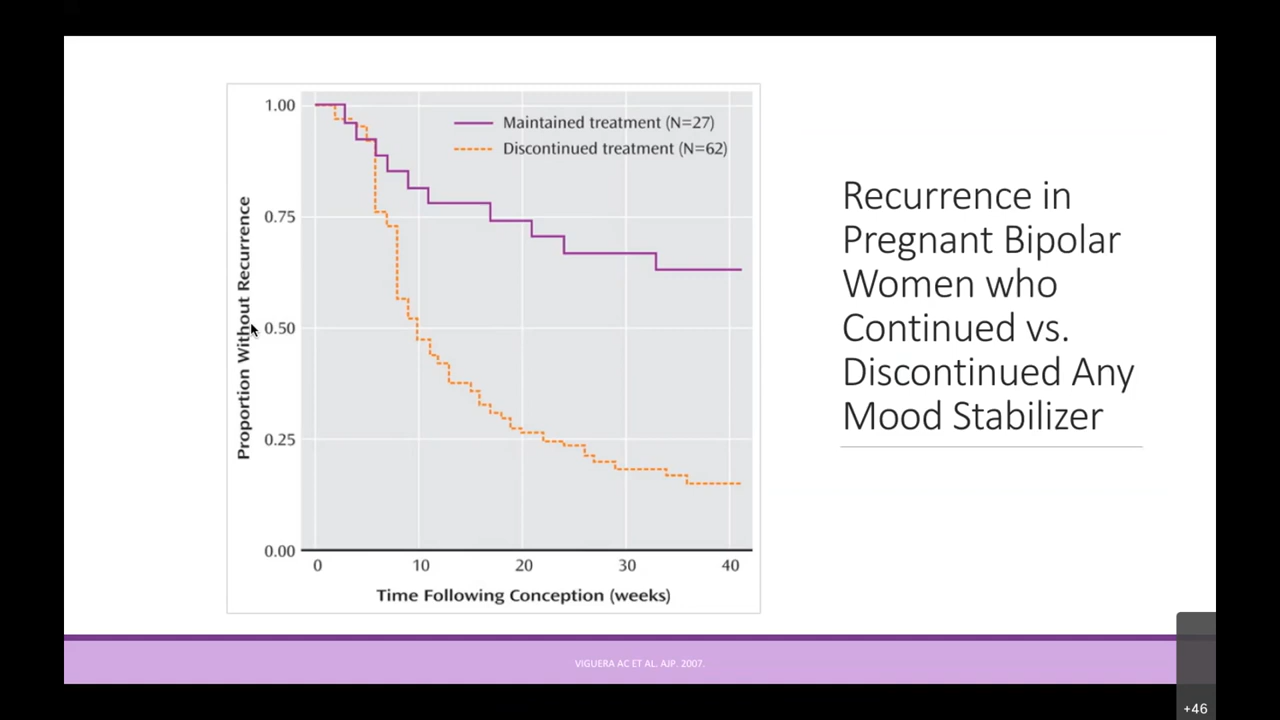 1.00
0.75
0.50
0.25
0.00
Proportion Without Recurrence
Maintained treatment (N=27)
Discontinued treatment (N=62)
0 10 20 30 40
Time Following Conception (weeks)
Recurrence in
Pregnant Bipolar
Women who
Continued vs.
Discontinued Any
Mood Stabilizer
VIGUERA AC ET AL. AJP. 2007.
+46